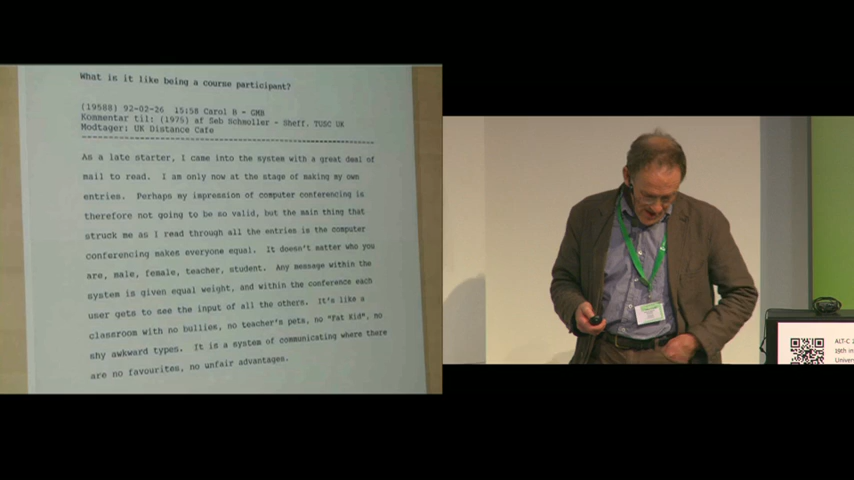 What is it like being a course participant?
(19588) 92-02-26 15:58 Carol B - GMB
Kommentar til: (1975) af Seb Schmoller - Sheff. TUSC UK
Modtager: UK Distance Cafe
As a late starter, I came into the system with a great deal of
mail to read. I am only now at the stage of making my own
entries. Perhaps my impression of computer conferencing is
therefore not going to be so valid, but the main thing that
struck me as I read through all the entries is the computer
conferencing makes everyone equal. It doesn't matter who you
are, male, female, teacher, student. Any message within the
system is given equal weight, and within the conference each
user gets to see the input of all the others. It's like a
classroom with no bullies, no teacher's pets, no "Fat Kid", no
shy awkward types. It is a system of communicating where there
are no favourites, no unfair advantages.
ALT-C
19th in
Univer